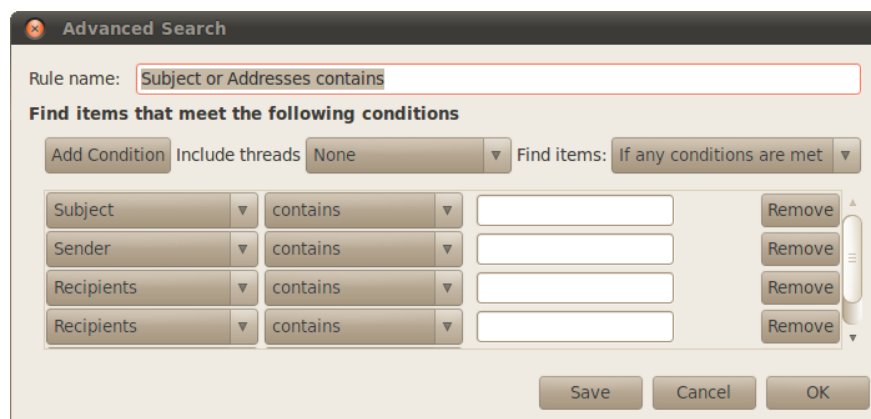 Advanced Search
Rule name: Subject or Addresses contains
Find items that meet the following conditions
Add Condition Include threads None Find items: If any conditions are met
Subject contains Remove
Sender contains Remove
Recipients contains Remove
Recipients contains Remove
Save Cancel OK